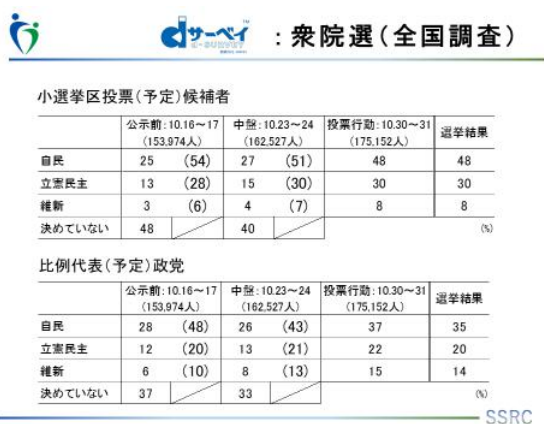 dサーベイ
d-SURVEY
：衆院選（全国調査）
小選挙区投票（予定）候補者
公示前：10.16～17 中盤：10.23～24 投票行動：10.30～31 選挙結果
（153,974人） （162,527人） （175,152人）
自民 25 （54） 27 （51） 48 48
立憲民主 13 （28） 15 （30） 30 30
維新 3 （6） 4 （7） 8 8
決めていない 48 40 （%）
比例代表（予定）政党
公示前：10.16～17 中盤：10.23～24 投票行動：10.30～31 選挙結果
（153,974人） （162,527人） （175,152人）
自民 28 （48） 26 （43） 37 35
立憲民主 12 （20） 13 （21） 22 20
維新 6 （10） 8 （13） 15 14
決めていない 37 33 （%）
SSRC